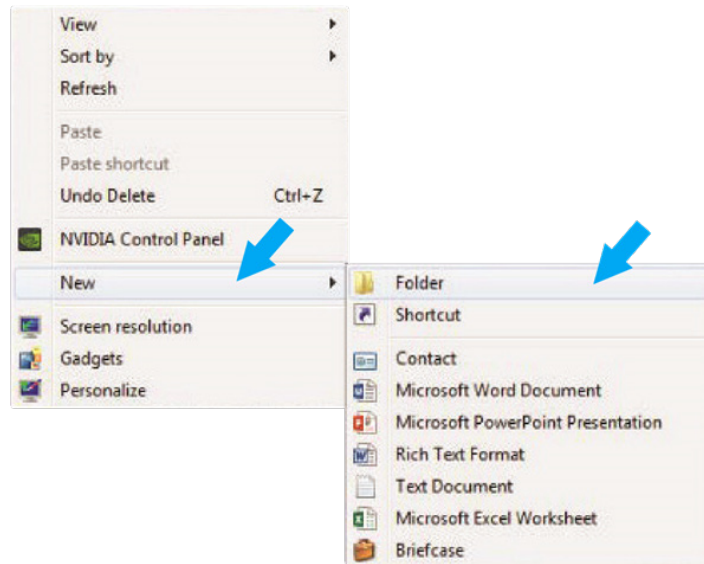 View
Sort by
Refresh
Paste
Paste shortcut
Undo Delete Ctrl+Z
NVIDIA Control Panel
New
Screen resolution
Gadgets
Personalize
Folder
Shortcut
Contact
Microsoft Word Document
Microsoft PowerPoint Presentation
Rich Text Format
Text Document
Microsoft Excel Worksheet
Briefcase